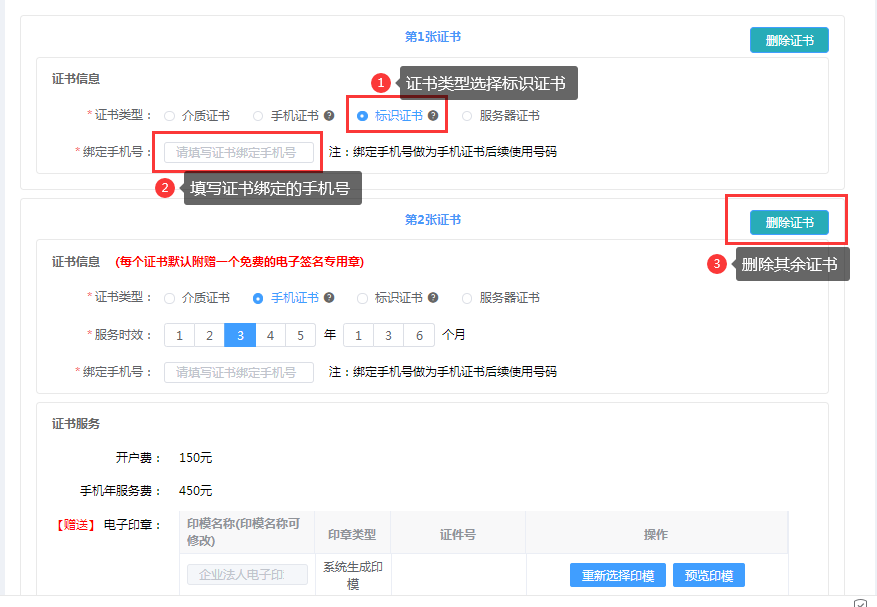 第1张证书
删除证书
证书信息
1 证书类型选择标识证书
*证书类型： 介质证书 手机证书 ? 标识证书 ? 服务器证书
*绑定手机号： 请填写证书绑定手机号 注：绑定手机号做为手机证书后续使用号码
2 填写证书绑定的手机号
第2张证书
删除证书
证书信息 (每个证书默认附赠一个免费的电子签名专用章)
3 删除其余证书
*证书类型： 介质证书 手机证书 ? 标识证书 ? 服务器证书
*服务时效： 1 2 3 4 5 年 1 3 6 个月
*绑定手机号： 请填写证书绑定手机号 注：绑定手机号做为手机证书后续使用号码
证书服务
开户费： 150元
手机年服务费： 450元
【赠送】电子印章：
印模名称(印模名称可
修改)
印章类型
证件号
操作
企业法人电子印
系统生成印
模
重新选择印模
预览印模